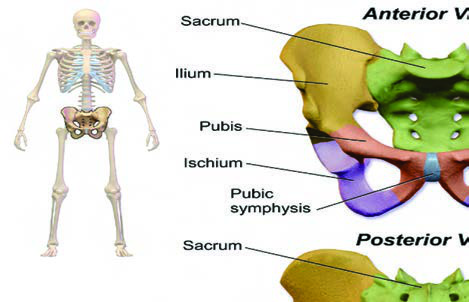 Anterior V
Sacrum
Ilium
Pubis
Ischium
Pubic
symphysis
Posterior V
Sacrum